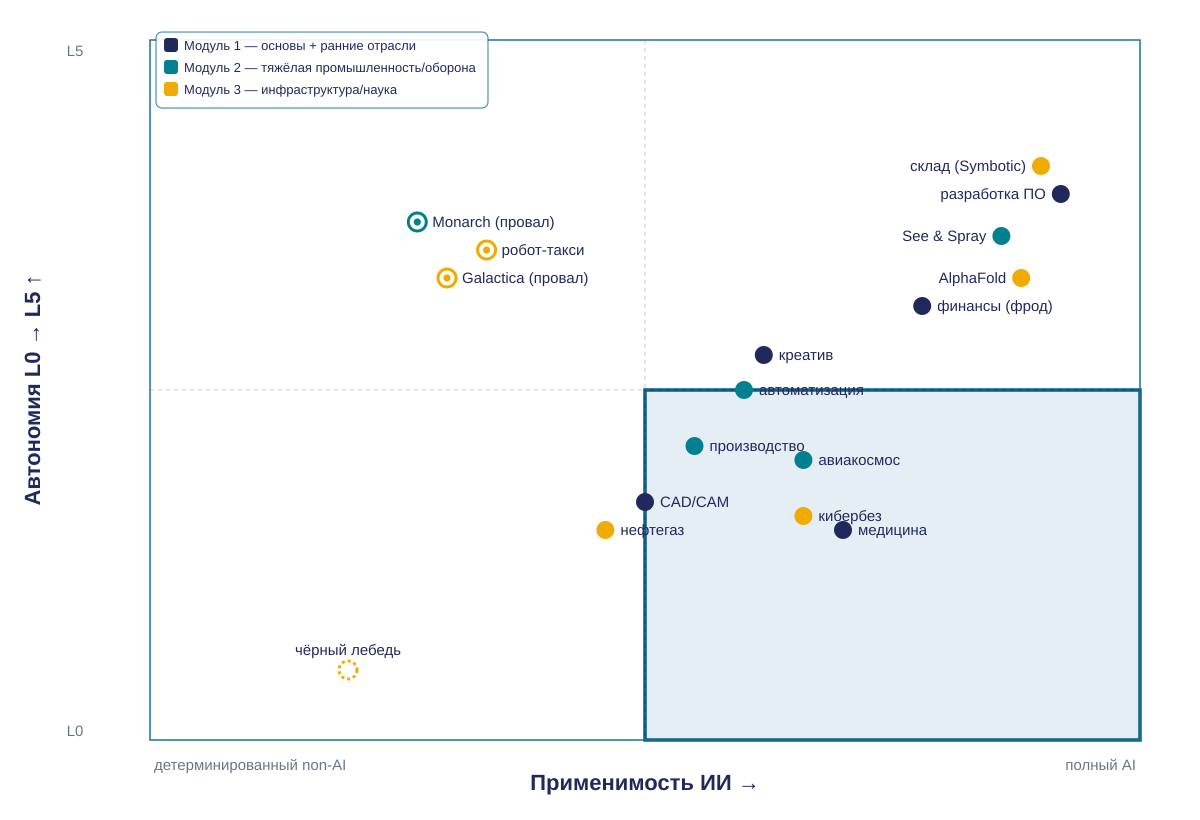 L5
Модуль 1 — основы + ранние отрасли
Модуль 2 — тяжёлая промышленность/оборона
Модуль 3 — инфраструктура/наука
склад (Symbotic)
разработка ПО
Monarch (провал)
See & Spray
робот-такси
Galactica (провал)
AlphaFold
финансы (фрод)
креатив
автоматизация
Автономия L0 → L5 ↑
производство
авиакосмос
CAD/CAM
кибербез
нефтегаз
медицина
чёрный лебедь
L0
детерминированный non-AI
полный AI
Применимость ИИ →